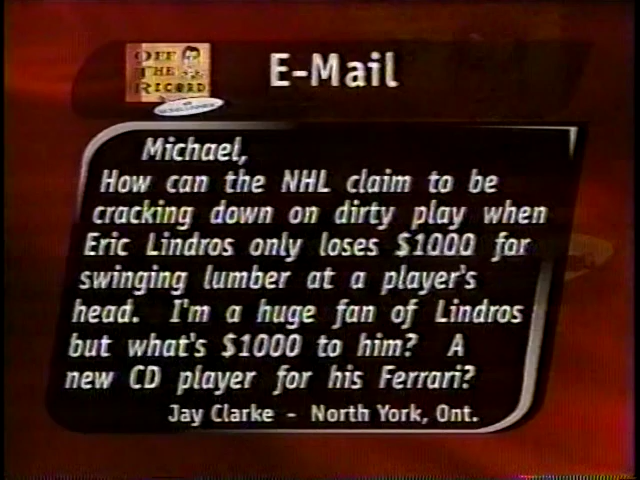 OFF
THE
RECORD
E-Mail
Michael,
How can the NHL claim to be
cracking down on dirty play when
Eric Lindros only loses $1000 for
swinging lumber at a player's
head. I'm a huge fan of Lindros
but what's $1000 to him? A
new CD player for his Ferrari?
Jay Clarke - North York, Ont.